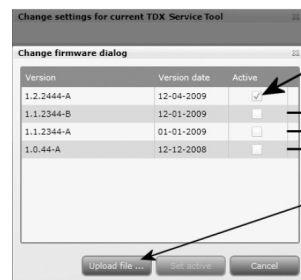 Change settings for current TDX Service Tool
Change firmware dialog
Version Version date Active
1.2.2444-A 12-04-2009
1.1.2344-B 12-01-2009
1.1.2344-A 01-01-2009
1.0.44-A 12-12-2008
Upload file ... Set active Cancel